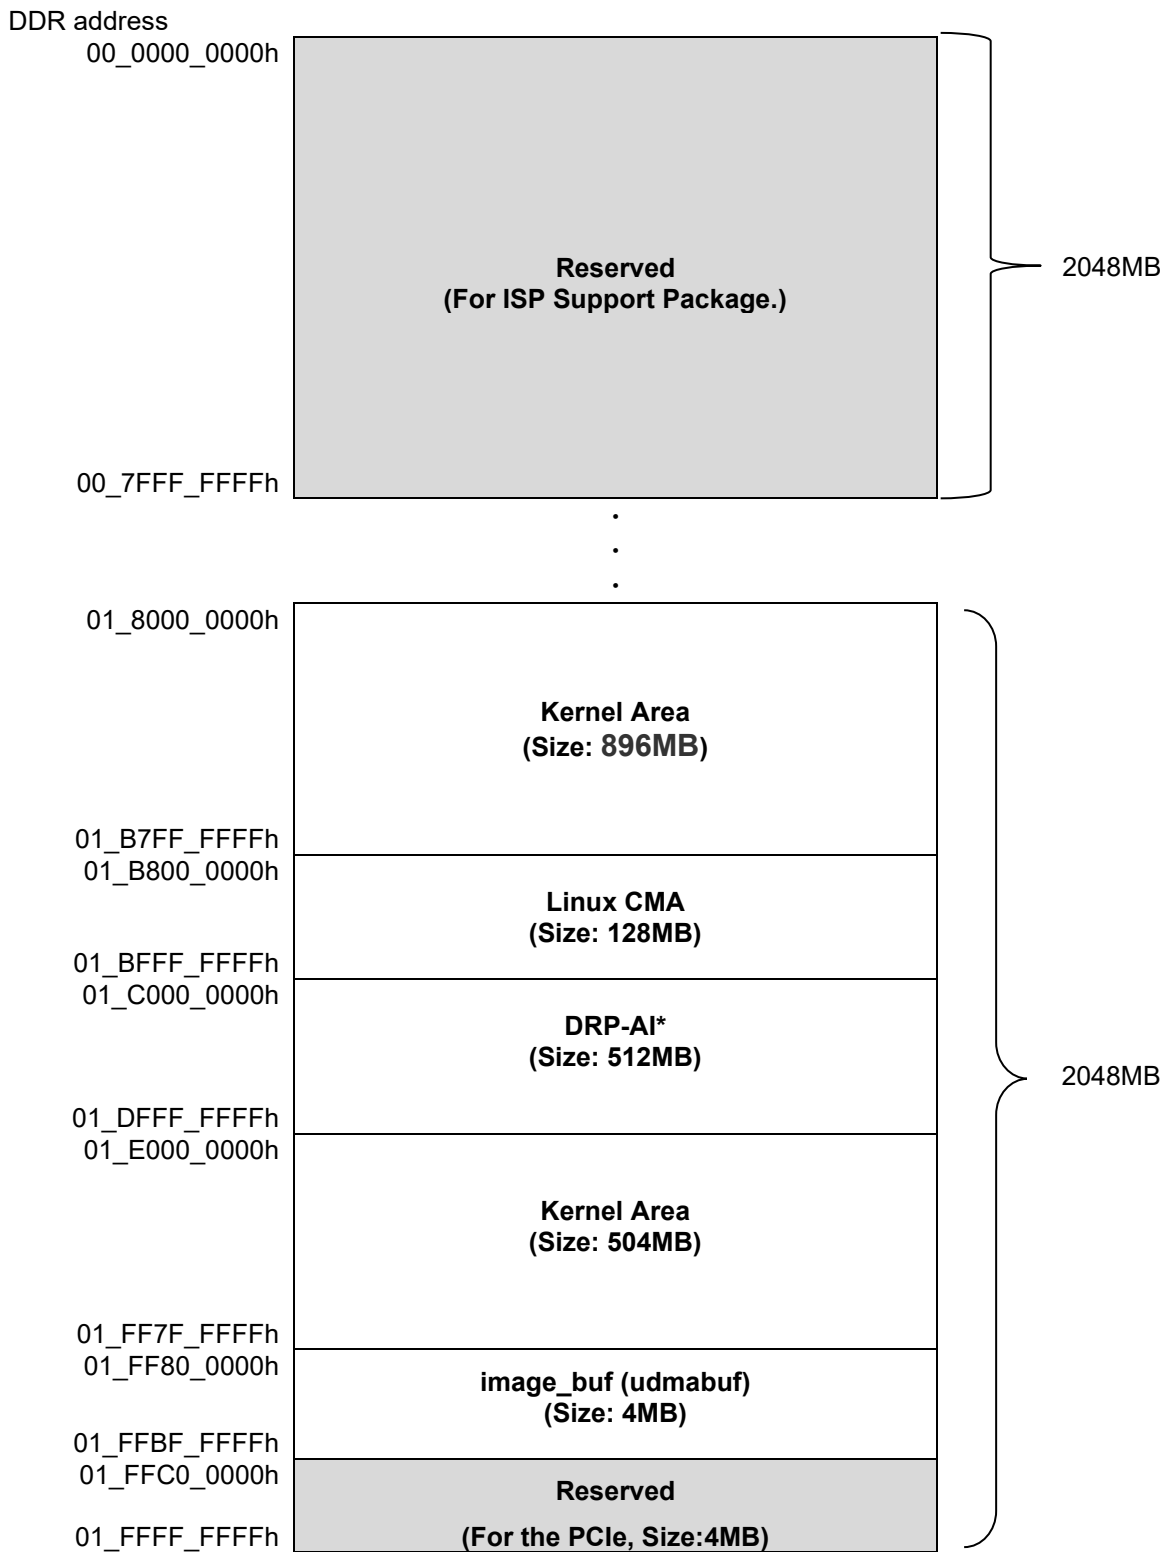 DDR address
00_0000_0000h
Reserved
(For ISP Support Package.)
2048MB
00_7FFF_FFFFh
.
.
.
01_8000_0000h
Kernel Area
(Size: 896MB)
01_B7FF_FFFFh
01_B800_0000h
Linux CMA
(Size: 128MB)
01_BFFF_FFFFh
01_C000_0000h
DRP-AI*
(Size: 512MB)
2048MB
01_DFFF_FFFFh
01_E000_0000h
Kernel Area
(Size: 504MB)
01_FF7F_FFFFh
01_FF80_0000h
image_buf (udmabuf)
(Size: 4MB)
01_FFBF_FFFFh
01_FFC0_0000h
Reserved
01_FFFF_FFFFh
(For the PCIe, Size:4MB)